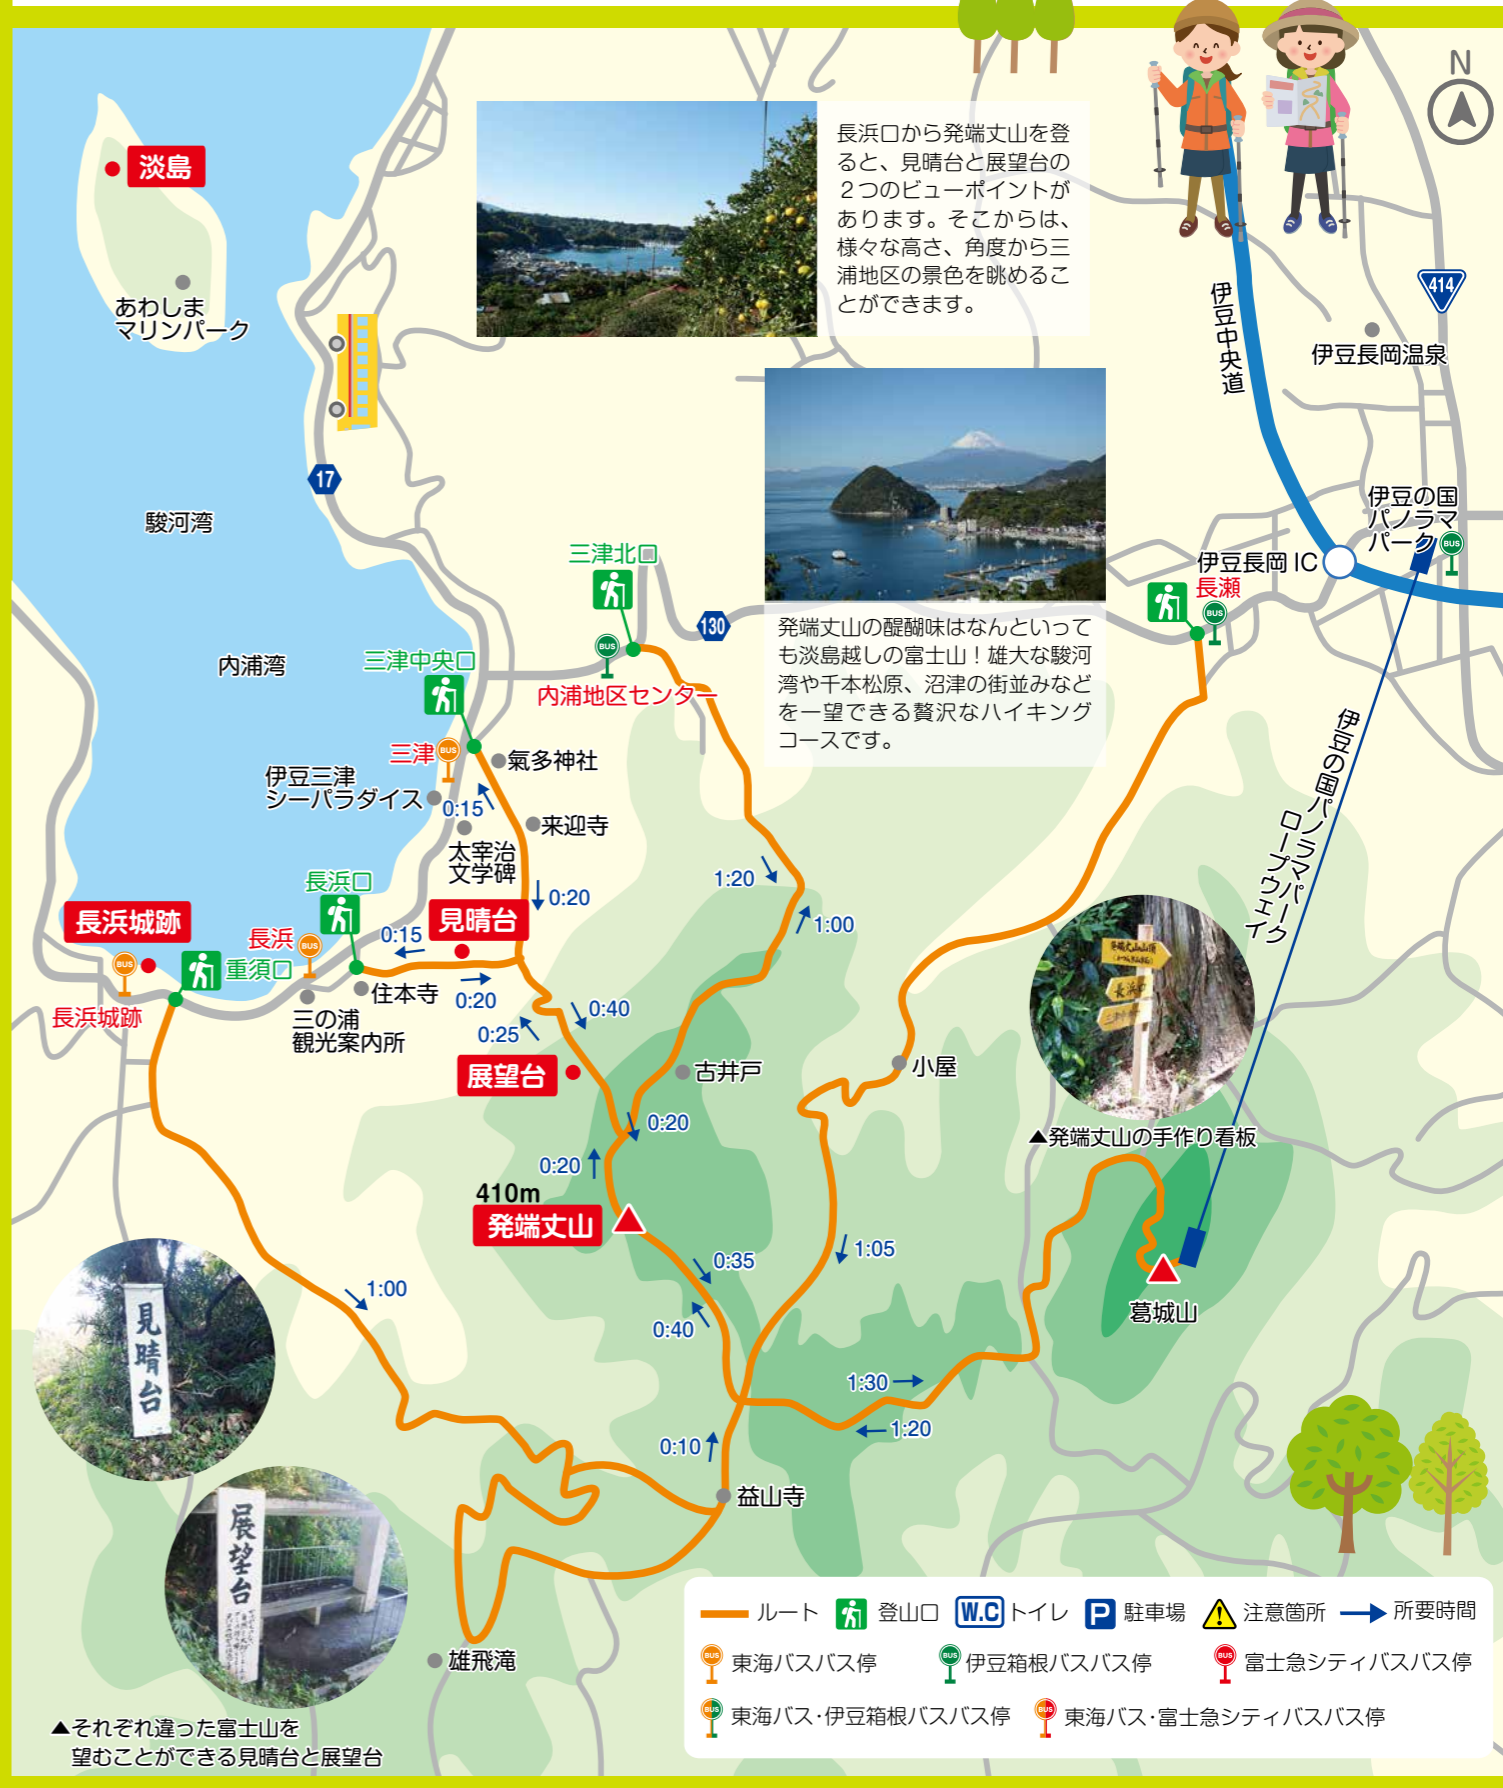 N
淡島
あわしま
マリンパーク
長浜口から発端丈山を登
ると、見晴台と展望台の
２つのビューポイントが
あります。そこからは、
様々な高さ、角度から三
浦地区の景色を眺めるこ
とができます。
414
伊豆中央道
伊豆長岡温泉
17
駿河湾
伊豆の国
パノラマ
パーク
BUS
伊豆長岡 IC
長瀬
BUS
三津北口
130
BUS
内浦地区センター
発端丈山の醍醐味はなんといって
も淡島越しの富士山！雄大な駿河
湾や千本松原、沼津の街並みなど
を一望できる贅沢なハイキング
コースです。
内浦湾
三津中央口
三津
BUS
氣多神社
伊豆三津
シーパラダイス
0:15
来迎寺
太宰治
文学碑
伊豆の国パノラマパーク
ロープウェイ
1:20
1:00
0:20
長浜口
長浜城跡
長浜
BUS
見晴台
0:15
BUS
重須口
住本寺
0:20
長浜城跡
三の浦
観光案内所
0:40
0:25
展望台
古井戸
小屋
発端丈山山頂
長浜口
▲発端丈山の手作り看板
0:20
0:20
410m
発端丈山
0:35
1:05
1:00
0:40
葛城山
見晴台
1:30
1:20
0:10
益山寺
展望台
雄飛滝
▲それぞれ違った富士山を
望むことができる見晴台と展望台
ルート 登山口 W.C トイレ P 駐車場 注意箇所 所要時間
BUS 東海バスバス停 BUS 伊豆箱根バスバス停 BUS 富士急シティバスバス停
BUS 東海バス・伊豆箱根バスバス停 BUS 東海バス・富士急シティバスバス停